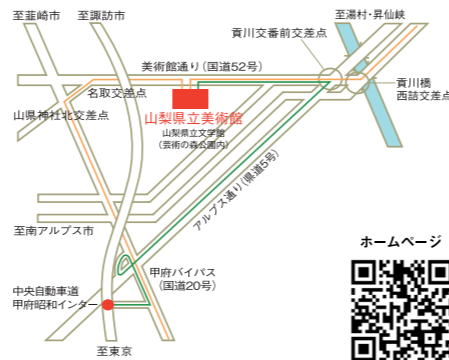 至韮崎市
至諏訪市
至湯村・昇仙峡
貢川交番前交差点
美術館通り（国道52号）
名取交差点
貢川橋
西詰交差点
山県神社北交差点
山梨県立美術館
山梨県立文学館
（芸術の森公園内）
アルプス通り（県道5号）
至南アルプス市
ホームページ
甲府バイパス
（国道20号）
中央自動車道
甲府昭和インター
至東京